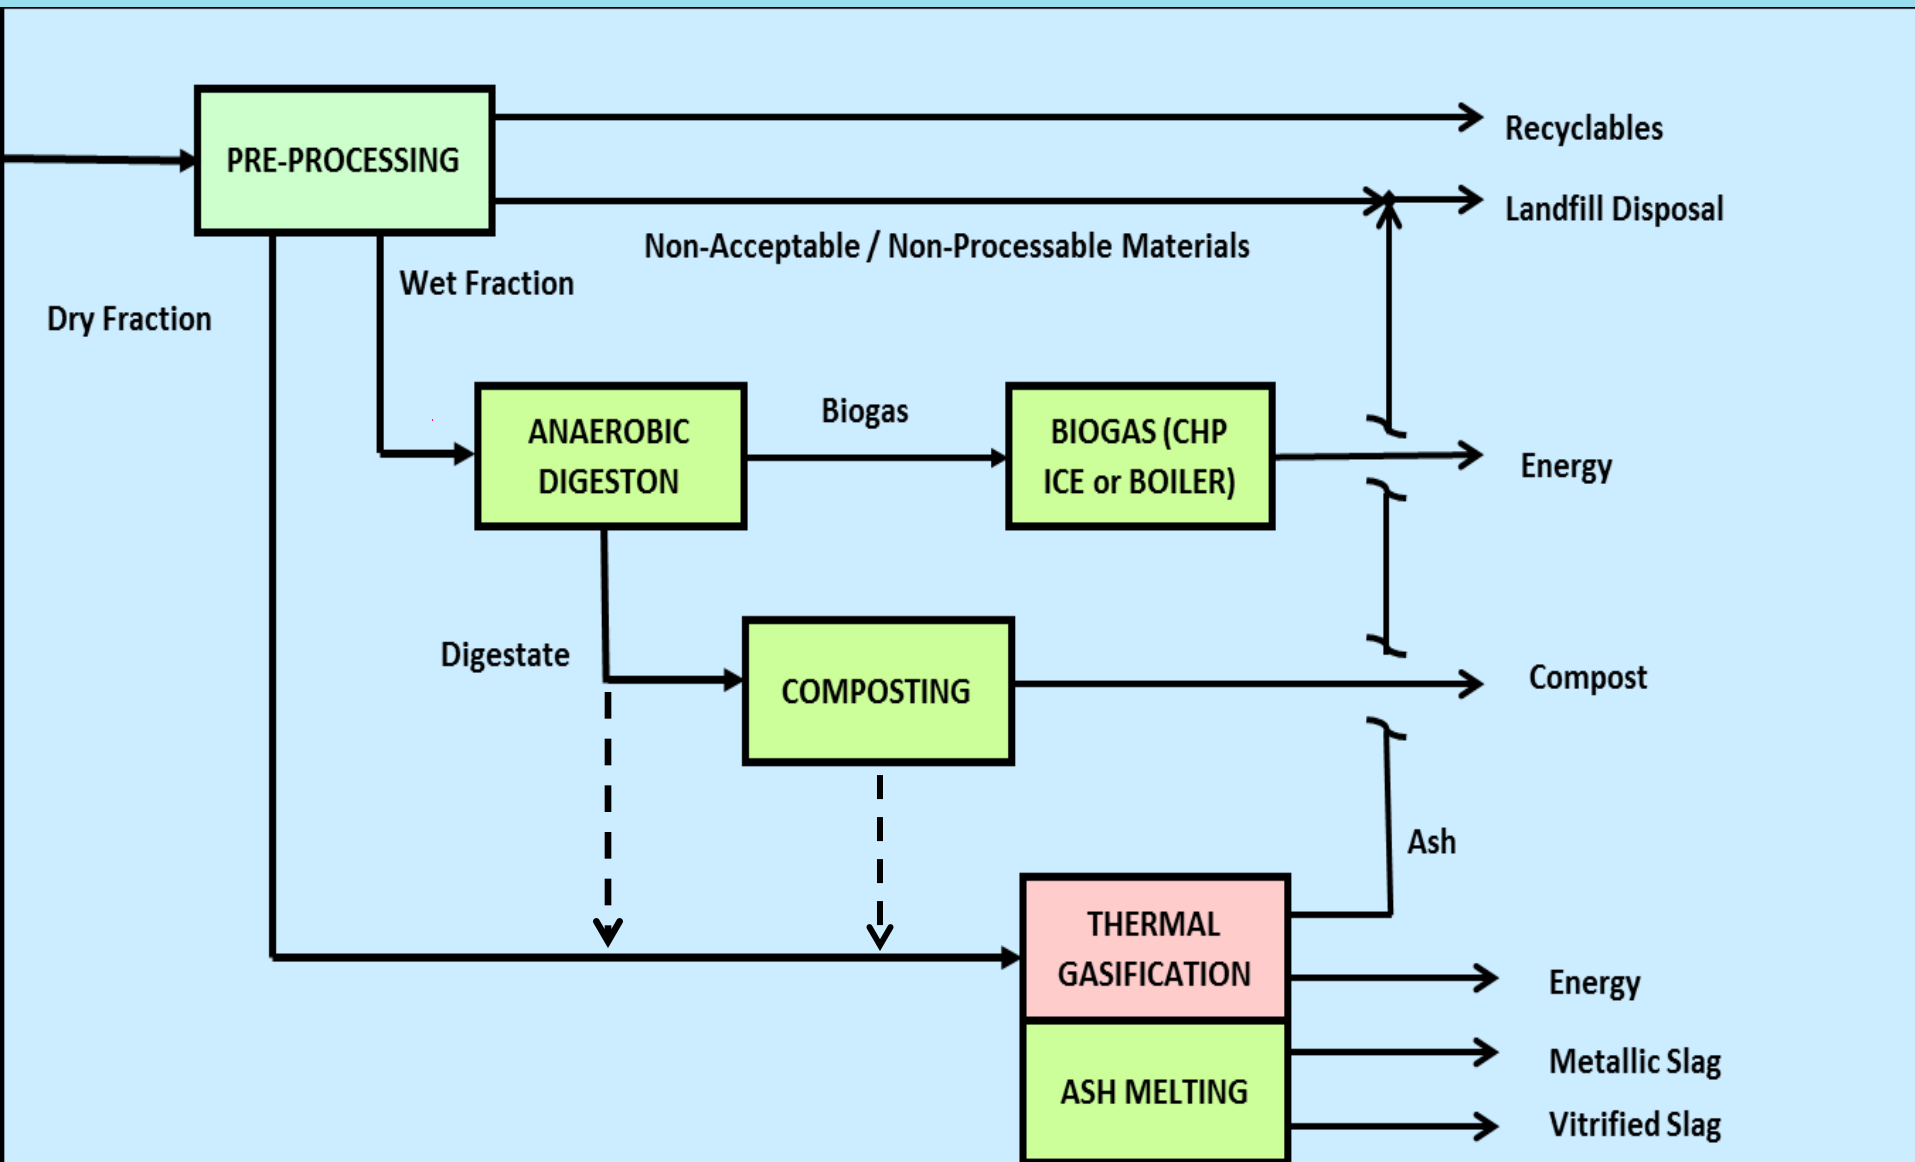 PRE-PROCESSING
Recyclables
Landfill Disposal
Non-Acceptable / Non-Processable Materials
Wet Fraction
Dry Fraction
ANAEROBIC
DIGESTON
Biogas
BIOGAS (CHP
ICE or BOILER)
Energy
Digestate
COMPOSTING
Compost
Ash
THERMAL
GASIFICATION
Energy
ASH MELTING
Metallic Slag
Vitrified Slag